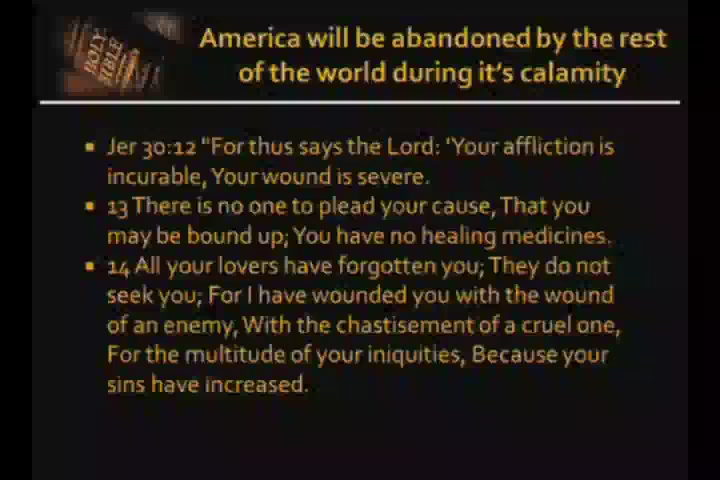 HOLY
BIBLE
America will be abandoned by the rest
of the world during it's calamity
▪ Jer 30:12 "For thus says the Lord: 'Your affliction is
incurable, Your wound is severe.
▪ 13 There is no one to plead your cause, That you
may be bound up; You have no healing medicines.
▪ 14 All your lovers have forgotten you; They do not
seek you; For I have wounded you with the wound
of an enemy, With the chastisement of a cruel one,
For the multitude of your iniquities, Because your
sins have increased.